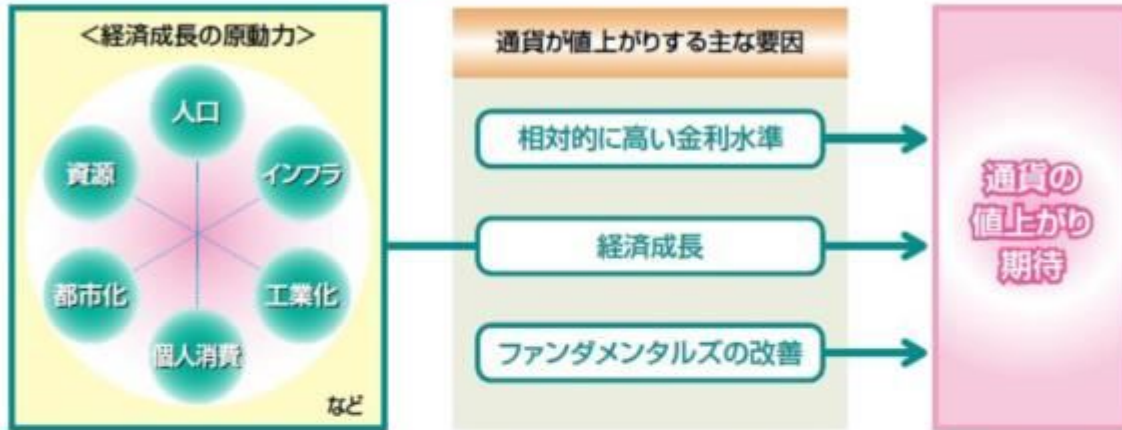 <経済成長の原動力>
人口
資源
インフラ
都市化
工業化
個人消費
など
通貨が値上がりする主な要因
相対的に高い金利水準
経済成長
ファンダメンタルズの改善
通貨の
値上がり
期待